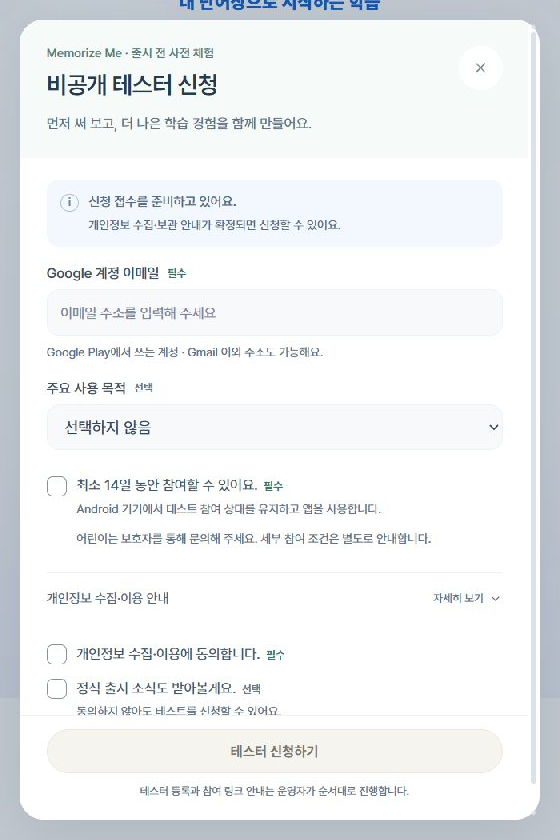 내 단어장으로 시작하는 학습
Memorize Me · 출시 전 사전 체험
비공개 테스터 신청
먼저 써 보고, 더 나은 학습 경험을 함께 만들어요.
신청 접수를 준비하고 있어요.
개인정보 수집·보관 안내가 확정되면 신청할 수 있어요.
Google 계정 이메일 필수
이메일 주소를 입력해 주세요
Google Play에서 쓰는 계정 · Gmail 이외 주소도 가능해요.
주요 사용 목적 선택
선택하지 않음
최소 14일 동안 참여할 수 있어요. 필수
Android 기기에서 테스트 참여 상태를 유지하고 앱을 사용합니다.
어린이는 보호자를 통해 문의해 주세요. 세부 참여 조건은 별도로 안내합니다.
개인정보 수집·이용 안내 자세히 보기
개인정보 수집·이용에 동의합니다. 필수
정식 출시 소식도 받아볼게요. 선택
동의하지 않아도 테스트를 신청할 수 있어요.
테스터 신청하기
테스터 등록과 참여 링크 안내는 운영자가 순서대로 진행합니다.